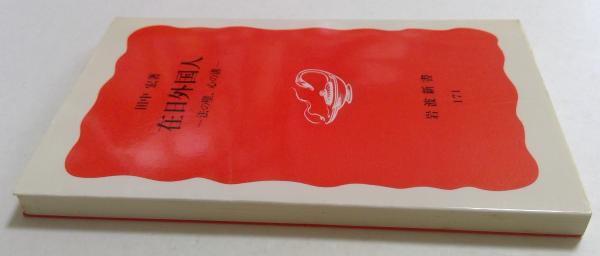 田中 宏著
在日外国人
―法の壁、心の溝―
岩波新書
171